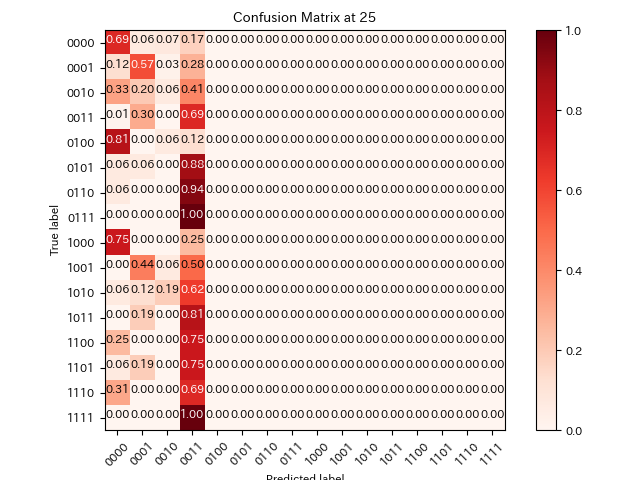 Confusion Matrix at 25
0000 0.69 0.06 0.07 0.17 0.00 0.00 0.00 0.00 0.00 0.00 0.00 0.00 0.00 0.00 0.00 0.00
0001 0.12 0.57 0.03 0.28 0.00 0.00 0.00 0.00 0.00 0.00 0.00 0.00 0.00 0.00 0.00 0.00
0010 0.33 0.20 0.06 0.41 0.00 0.00 0.00 0.00 0.00 0.00 0.00 0.00 0.00 0.00 0.00 0.00
0011 0.01 0.30 0.00 0.69 0.00 0.00 0.00 0.00 0.00 0.00 0.00 0.00 0.00 0.00 0.00 0.00
0100 0.81 0.00 0.06 0.12 0.00 0.00 0.00 0.00 0.00 0.00 0.00 0.00 0.00 0.00 0.00 0.00
0101 0.06 0.06 0.00 0.88 0.00 0.00 0.00 0.00 0.00 0.00 0.00 0.00 0.00 0.00 0.00 0.00
0110 0.06 0.00 0.00 0.94 0.00 0.00 0.00 0.00 0.00 0.00 0.00 0.00 0.00 0.00 0.00 0.00
0111 0.00 0.00 0.00 1.00 0.00 0.00 0.00 0.00 0.00 0.00 0.00 0.00 0.00 0.00 0.00 0.00
1000 0.75 0.00 0.00 0.25 0.00 0.00 0.00 0.00 0.00 0.00 0.00 0.00 0.00 0.00 0.00 0.00
1001 0.00 0.44 0.06 0.50 0.00 0.00 0.00 0.00 0.00 0.00 0.00 0.00 0.00 0.00 0.00 0.00
1010 0.06 0.12 0.19 0.62 0.00 0.00 0.00 0.00 0.00 0.00 0.00 0.00 0.00 0.00 0.00 0.00
1011 0.00 0.19 0.00 0.81 0.00 0.00 0.00 0.00 0.00 0.00 0.00 0.00 0.00 0.00 0.00 0.00
1100 0.25 0.00 0.00 0.75 0.00 0.00 0.00 0.00 0.00 0.00 0.00 0.00 0.00 0.00 0.00 0.00
1101 0.06 0.19 0.00 0.75 0.00 0.00 0.00 0.00 0.00 0.00 0.00 0.00 0.00 0.00 0.00 0.00
1110 0.31 0.00 0.00 0.69 0.00 0.00 0.00 0.00 0.00 0.00 0.00 0.00 0.00 0.00 0.00 0.00
1111 0.00 0.00 0.00 1.00 0.00 0.00 0.00 0.00 0.00 0.00 0.00 0.00 0.00 0.00 0.00 0.00
0000 0001 0010 0011 0100 0101 0110 0111 1000 1001 1010 1011 1100 1101 1110 1111
True label
Predicted label
1.0
0.8
0.6
0.4
0.2
0.0